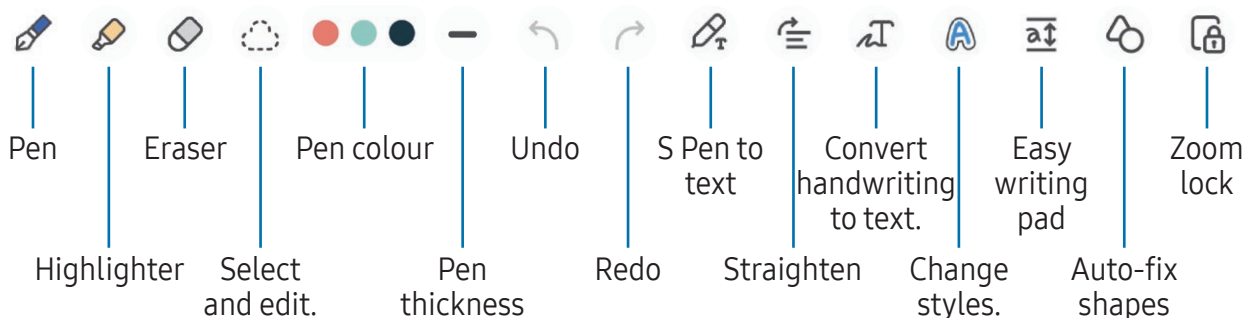 Pen
Eraser
Pen colour
Undo
S Pen to
text
Convert
handwriting
to text.
Easy
writing
pad
Zoom
lock
Highlighter
Select
and edit.
Pen
thickness
Redo
Straighten
Change
styles.
Auto-fix
shapes